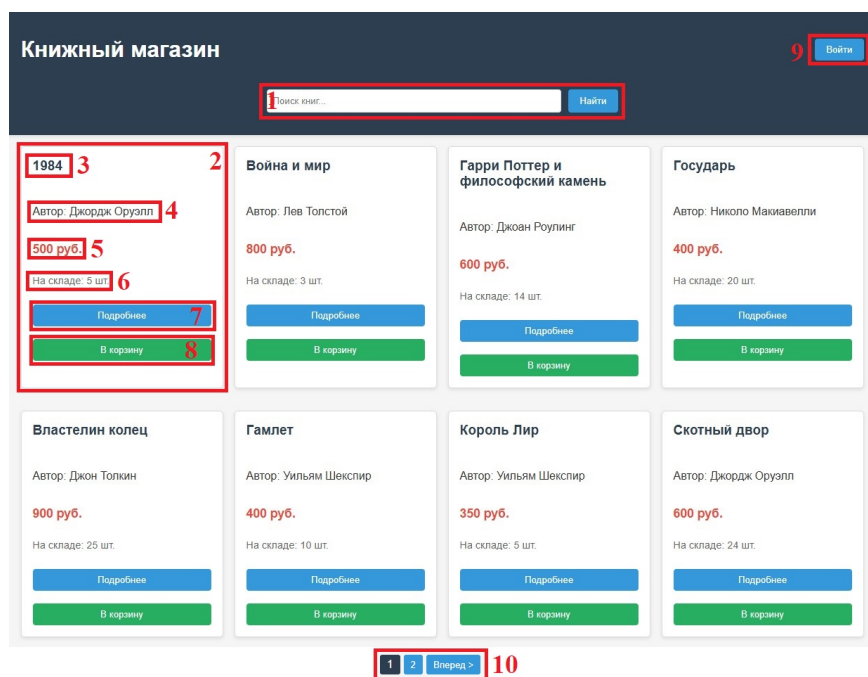 Книжный магазин
9 Войти
1 Поиск книг... Найти
2
1984 3
Автор: Джордж Оруэлл 4
500 руб. 5
На складе: 5 шт. 6
Подробнее 7
В корзину 8
Война и мир
Автор: Лев Толстой
800 руб.
На складе: 3 шт.
Подробнее
В корзину
Гарри Поттер и
философский камень
Автор: Джоан Роулинг
600 руб.
На складе: 14 шт.
Подробнее
В корзину
Государь
Автор: Николо Макиавелли
400 руб.
На складе: 20 шт.
Подробнее
В корзину
Властелин колец
Автор: Джон Толкин
900 руб.
На складе: 25 шт.
Подробнее
В корзину
Гамлет
Автор: Уильям Шекспир
400 руб.
На складе: 10 шт.
Подробнее
В корзину
Король Лир
Автор: Уильям Шекспир
350 руб.
На складе: 5 шт.
Подробнее
В корзину
Скотный двор
Автор: Джордж Оруэлл
600 руб.
На складе: 24 шт.
Подробнее
В корзину
1 2 Вперед > 10